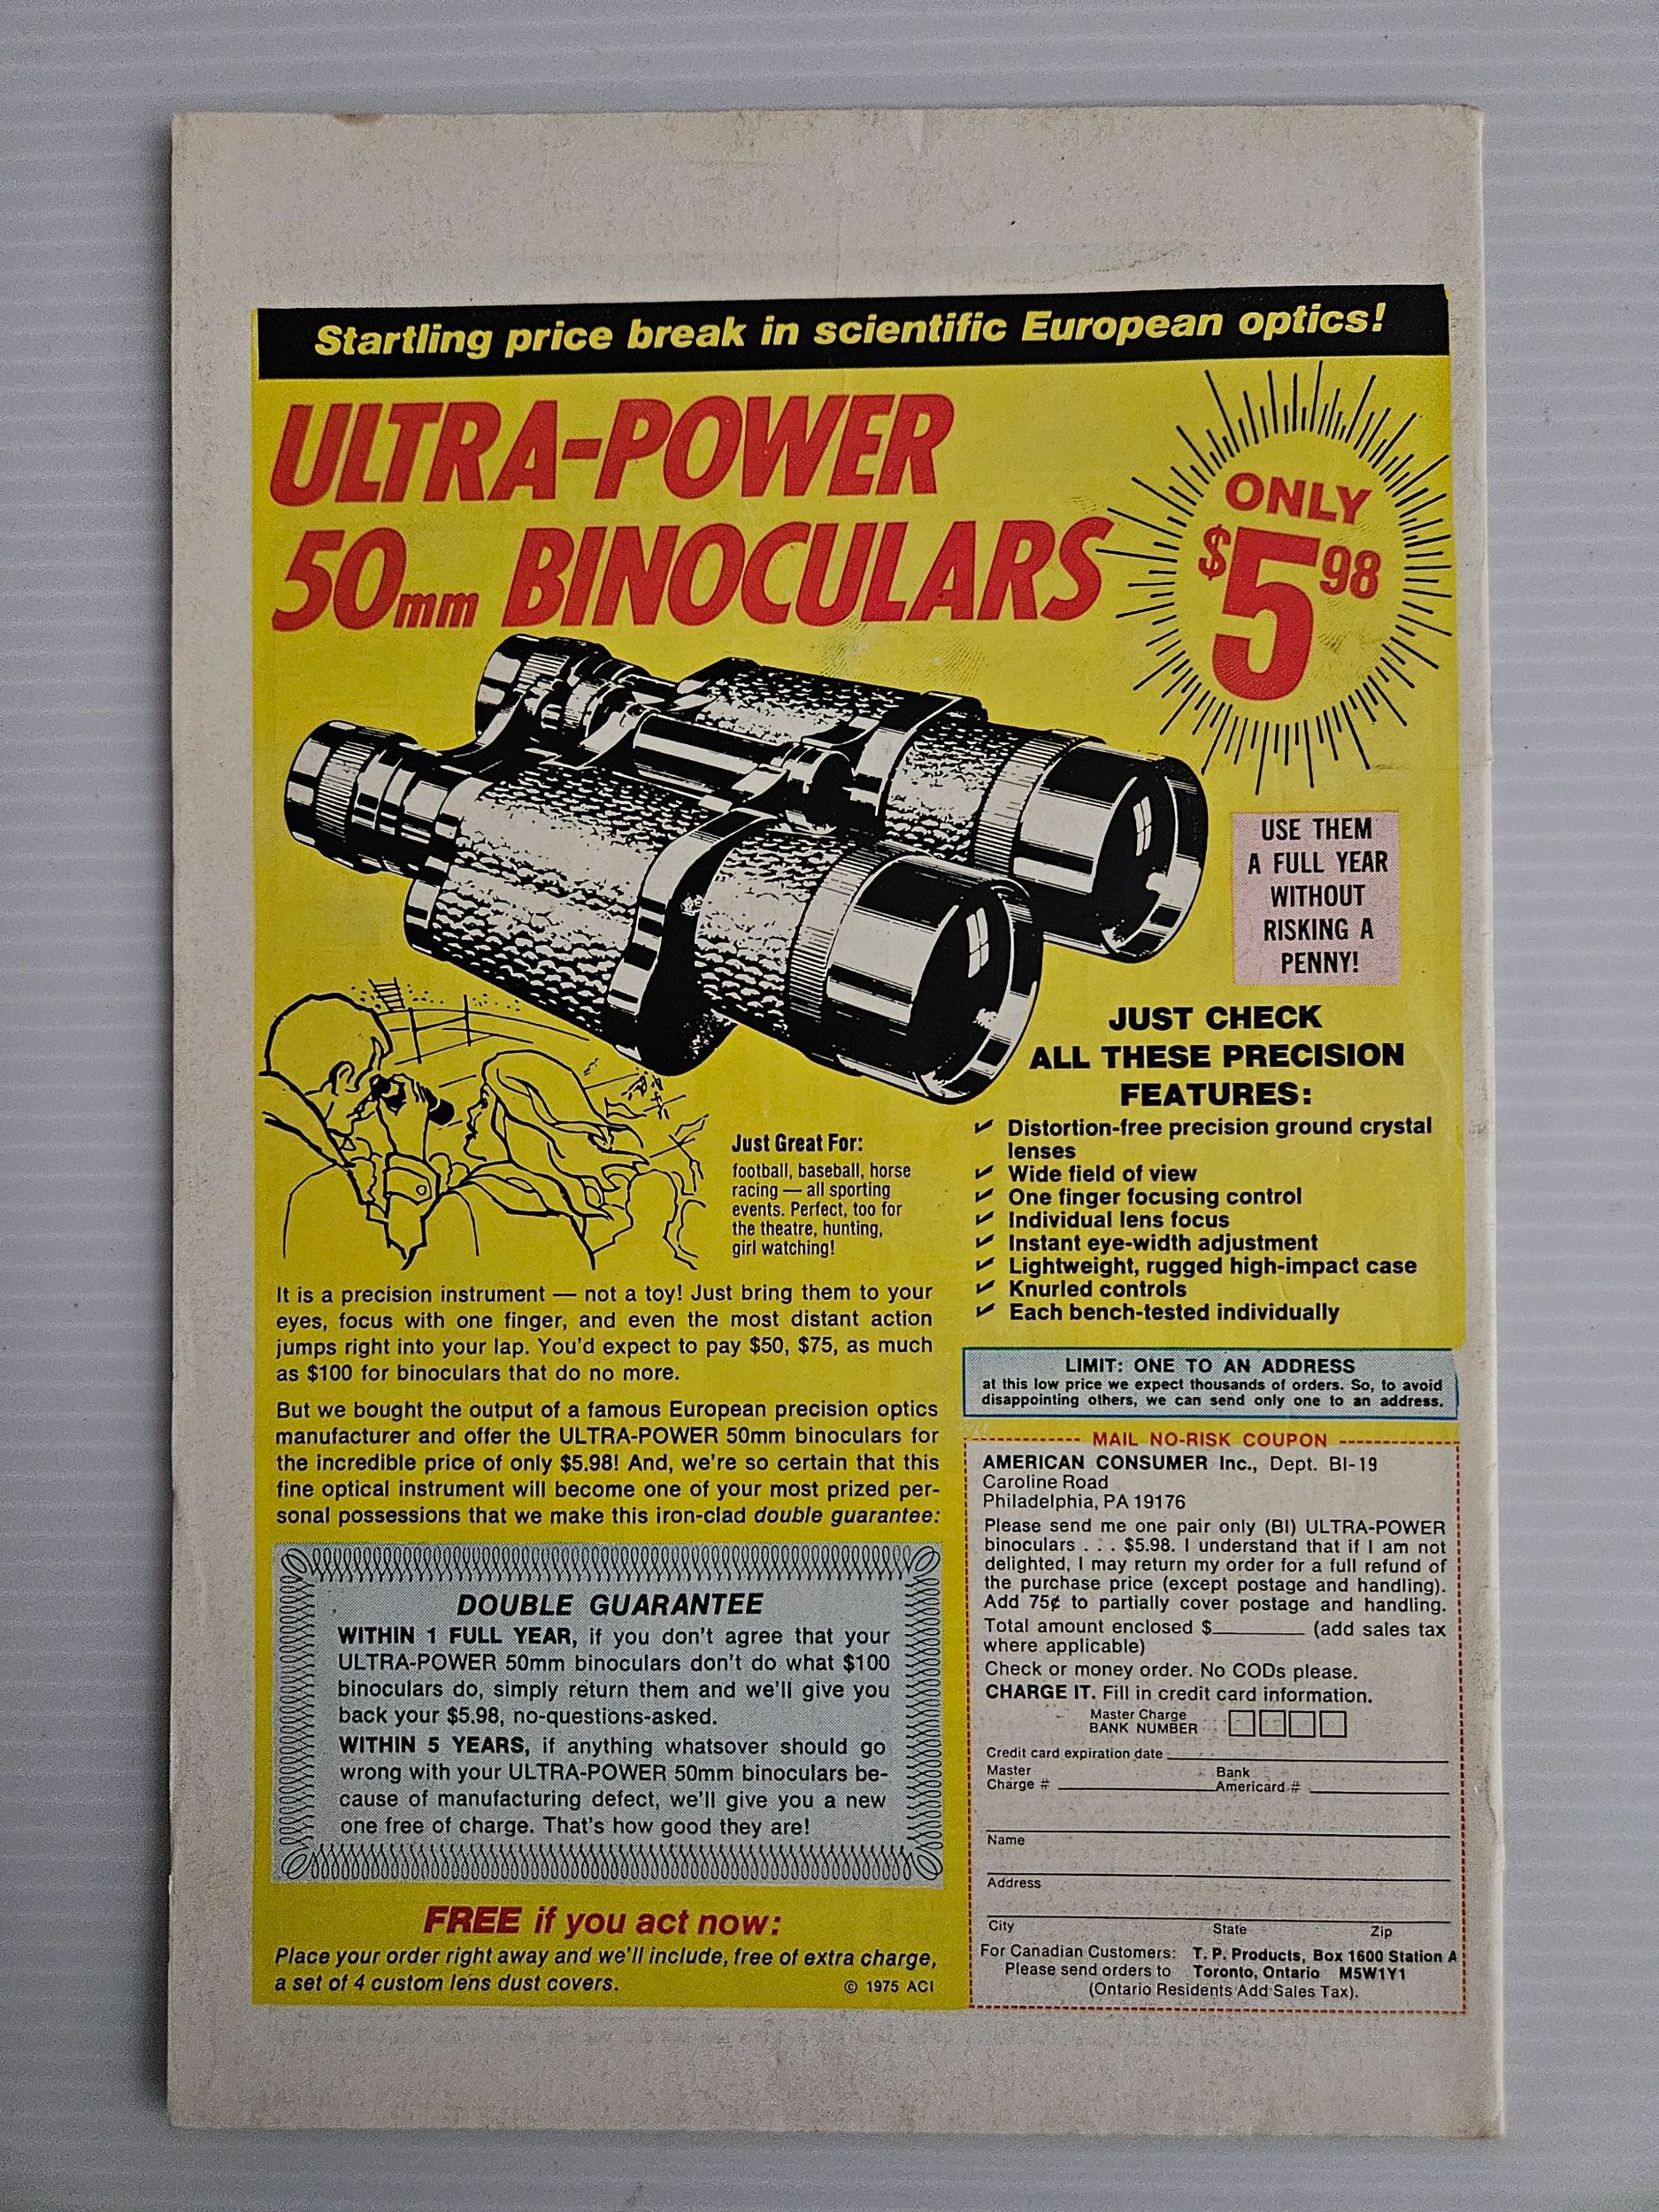 Startling price break in scientific European optics!
ULTRA-POWER
50mm BINOCULARS
ONLY
$5 98
USE THEM
A FULL YEAR
WITHOUT
RISKING A
PENNY!
JUST CHECK
ALL THESE PRECISION
FEATURES:
✔ Distortion-free precision ground crystal
lenses
✔ Wide field of view
✔ One finger focusing control
✔ Individual lens focus
✔ Instant eye-width adjustment
✔ Lightweight, rugged high-impact case
✔ Knurled controls
✔ Each bench-tested individually
Just Great For:
football, baseball, horse
racing — all sporting
events. Perfect, too for
the theatre, hunting,
girl watching!
It is a precision instrument — not a toy! Just bring them to your
eyes, focus with one finger, and even the most distant action
jumps right into your lap. You'd expect to pay $50, $75, as much
as $100 for binoculars that do no more.
But we bought the output of a famous European precision optics
manufacturer and offer the ULTRA-POWER 50mm binoculars for
the incredible price of only $5.98! And, we're so certain that this
fine optical instrument will become one of your most prized per-
sonal possessions that we make this iron-clad double guarantee:
DOUBLE GUARANTEE
WITHIN 1 FULL YEAR, if you don't agree that your
ULTRA-POWER 50mm binoculars don't do what $100
binoculars do, simply return them and we'll give you
back your $5.98, no-questions-asked.
WITHIN 5 YEARS, if anything whatsover should go
wrong with your ULTRA-POWER 50mm binoculars be-
cause of manufacturing defect, we'll give you a new
one free of charge. That's how good they are!
FREE if you act now:
Place your order right away and we'll include, free of extra charge,
a set of 4 custom lens dust covers.
© 1975 ACI
LIMIT: ONE TO AN ADDRESS
at this low price we expect thousands of orders. So, to avoid
disappointing others, we can send only one to an address.
MAIL NO-RISK COUPON
AMERICAN CONSUMER Inc., Dept. BI-19
Caroline Road
Philadelphia, PA 19176
Please send me one pair only (BI) ULTRA-POWER
binoculars . . . $5.98. I understand that if I am not
delighted, I may return my order for a full refund of
the purchase price (except postage and handling).
Add 75¢ to partially cover postage and handling.
Total amount enclosed $________ (add sales tax
where applicable)
Check or money order. No CODs please.
CHARGE IT. Fill in credit card information.
Master Charge
BANK NUMBER
Credit card expiration date
Master Bank
Charge # Americard #
Name
Address
City State Zip
For Canadian Customers: T. P. Products, Box 1600 Station A
Please send orders to Toronto, Ontario M5W1Y1
(Ontario Residents Add Sales Tax).